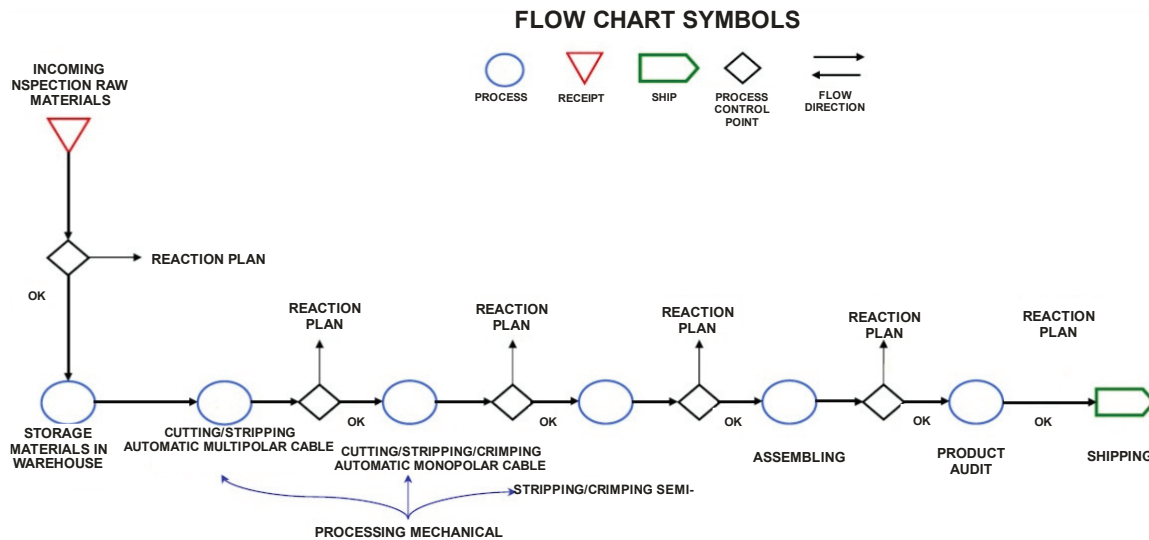 FLOW CHART SYMBOLS
PROCESS
RECEIPT
SHIP
PROCESS
CONTROL
POINT
FLOW
DIRECTION
INCOMING
NSPECTION RAW
MATERIALS
REACTION PLAN
OK
REACTION
PLAN
REACTION
PLAN
REACTION
PLAN
REACTION
PLAN
REACTION
PLAN
OK
OK
OK
OK
OK
STORAGE
MATERIALS IN
WAREHOUSE
CUTTING/STRIPPING
AUTOMATIC MULTIPOLAR CABLE
CUTTING/STRIPPING/CRIMPING
AUTOMATIC MONOPOLAR CABLE
STRIPPING/CRIMPING SEMI-
ASSEMBLING
PRODUCT
AUDIT
SHIPPING
PROCESSING MECHANICAL